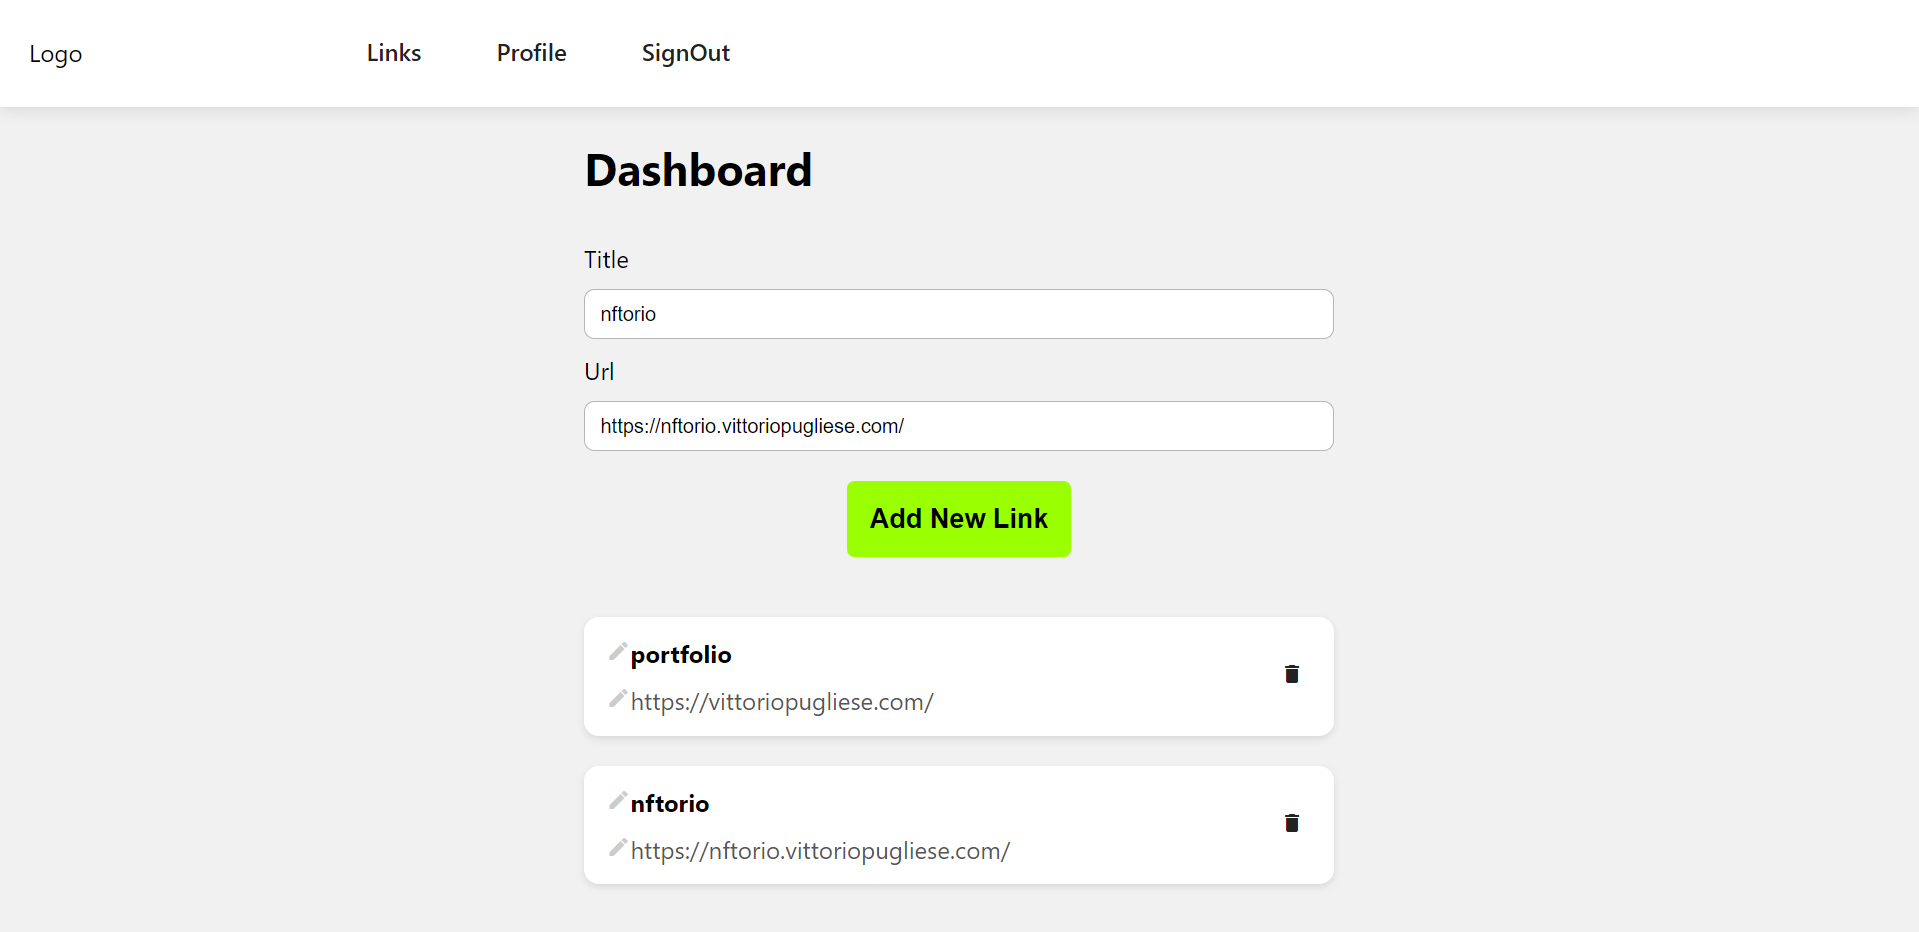 Logo Links Profile SignOut
Dashboard
Title
nftorio
Url
https://nftorio.vittoriopugliese.com/
Add New Link
portfolio
https://vittoriopugliese.com/
nftorio
https://nftorio.vittoriopugliese.com/